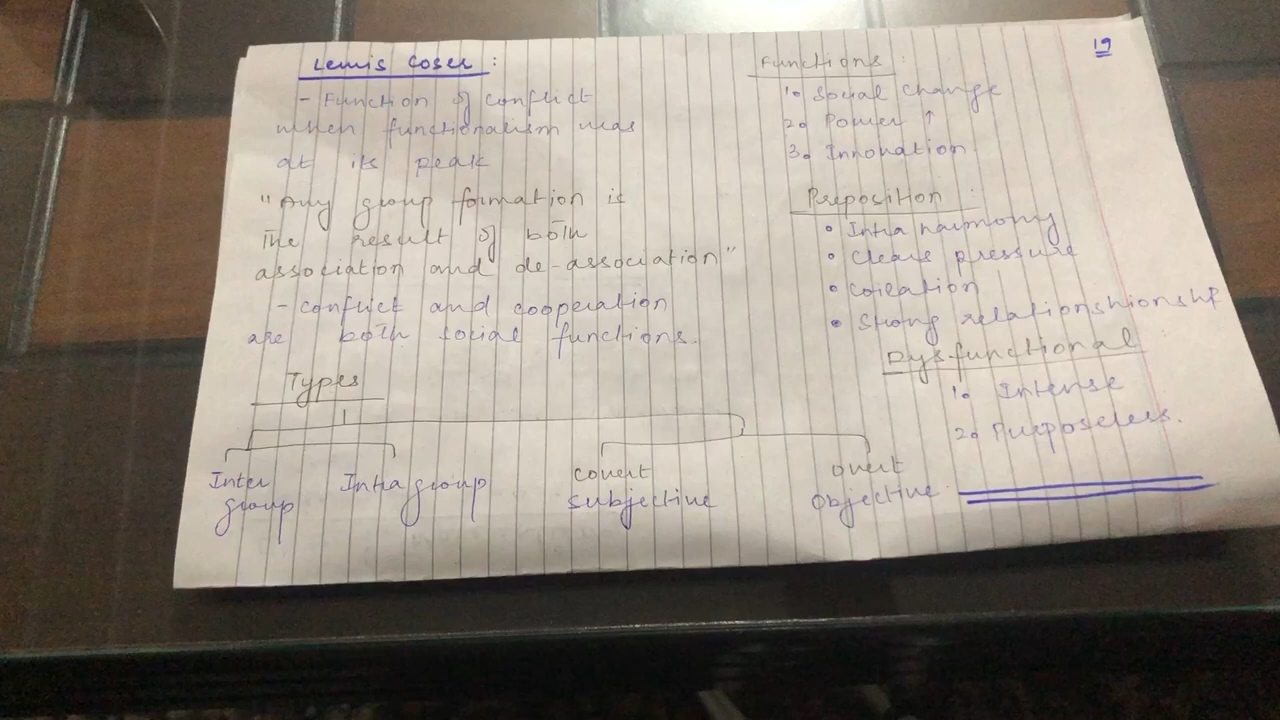 Lewis Coser :
- Function of conflict
when functionalism was
at its peak
"Any group formation is
the result of both
association and de-association"
- conflict and cooperation
are both social functions.
Types
Inter
group
Intra group
Covert
Subjective
Overt
Objective
19
Functions :
1. Social change
2. Power ↑
3. Innovation
Preposition :
• Intra harmony
• Clears pressure
• Strong relationshionship
Dysfunctional
1. Intense
2. Purposeless.